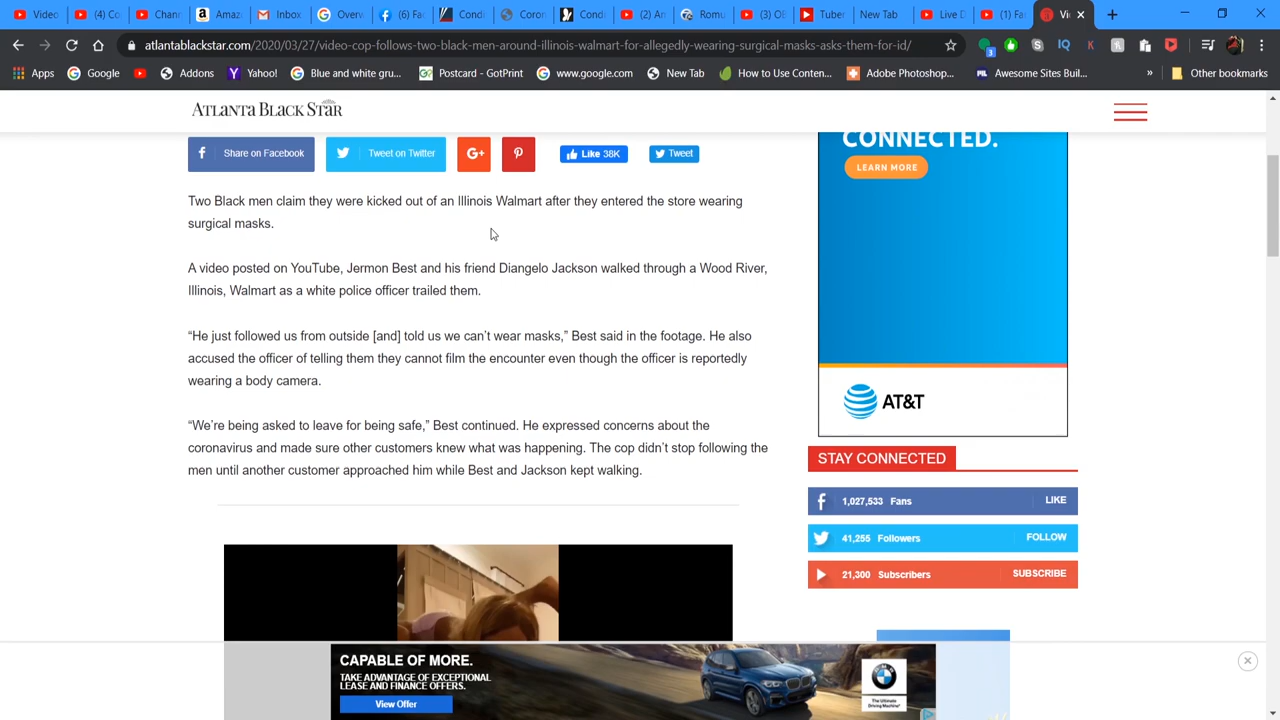 Video
(4) Co
Chann
Amaz
Inbox
Overv
(6) Fac
Condi
Coron
Cond
(2) An
Romu
(3) OB
Tuber
New Tab
Live D
(1) Fa
Vi
atlantablackstar.com/2020/03/27/video-cop-follows-two-black-men-around-illinois-walmart-for-allegedly-wearing-surgical-masks-asks-them-for-id/
Apps
Google
Addons
Yahoo!
Blue and white gru...
Postcard - GotPrint
www.google.com
New Tab
How to Use Conten...
Adobe Photoshop...
Awesome Sites Buil...
»
Other bookmarks
ATLANTA BLACK STAR
Share on Facebook
Tweet on Twitter
G+
Like 38K
Tweet
Two Black men claim they were kicked out of an Illinois Walmart after they entered the store wearing
surgical masks.
A video posted on YouTube, Jermon Best and his friend Diangelo Jackson walked through a Wood River,
Illinois, Walmart as a white police officer trailed them.
“He just followed us from outside [and] told us we can’t wear masks,” Best said in the footage. He also
accused the officer of telling them they cannot film the encounter even though the officer is reportedly
wearing a body camera.
“We’re being asked to leave for being safe,” Best continued. He expressed concerns about the
coronavirus and made sure other customers knew what was happening. The cop didn’t stop following the
men until another customer approached him while Best and Jackson kept walking.
CONNECTED.
LEARN MORE
AT&T
STAY CONNECTED
1,027,533 Fans
LIKE
41,255 Followers
FOLLOW
21,300 Subscribers
SUBSCRIBE
CAPABLE OF MORE.
TAKE ADVANTAGE OF EXCEPTIONAL
LEASE AND FINANCE OFFERS.
View Offer
BMW
The Ultimate
Driving Machine®